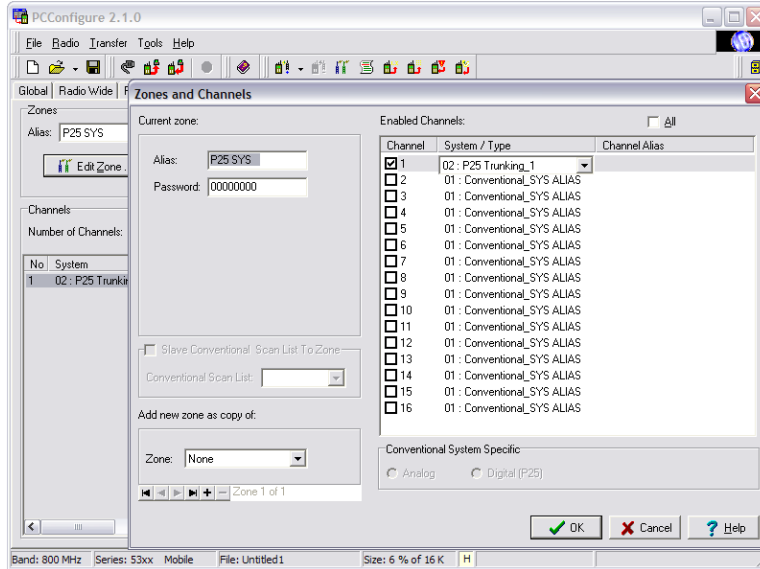 PCConfigure 2.1.0
File Radio Transfer Tools Help
Global Radio Wide
Zones
Alias: P25 SYS
Edit Zone .
Channels
Number of Channels:
No System
1 02 : P25 Trunkin
Zones and Channels
Current zone:
Alias: P25 SYS
Password: 00000000
Slave Conventional Scan List To Zone
Conventional Scan List:
Add new zone as copy of:
Zone: None
Zone 1 of 1
Enabled Channels: All
Channel System / Type Channel Alias
1 02 : P25 Trunking_1
2 01 : Conventional_SYS ALIAS
3 01 : Conventional_SYS ALIAS
4 01 : Conventional_SYS ALIAS
5 01 : Conventional_SYS ALIAS
6 01 : Conventional_SYS ALIAS
7 01 : Conventional_SYS ALIAS
8 01 : Conventional_SYS ALIAS
9 01 : Conventional_SYS ALIAS
10 01 : Conventional_SYS ALIAS
11 01 : Conventional_SYS ALIAS
12 01 : Conventional_SYS ALIAS
13 01 : Conventional_SYS ALIAS
14 01 : Conventional_SYS ALIAS
15 01 : Conventional_SYS ALIAS
16 01 : Conventional_SYS ALIAS
Conventional System Specific
Analog Digital (P25)
OK Cancel Help
Band: 800 MHz Series: 53xx Mobile File: Untitled1 Size: 6 % of 16 K H